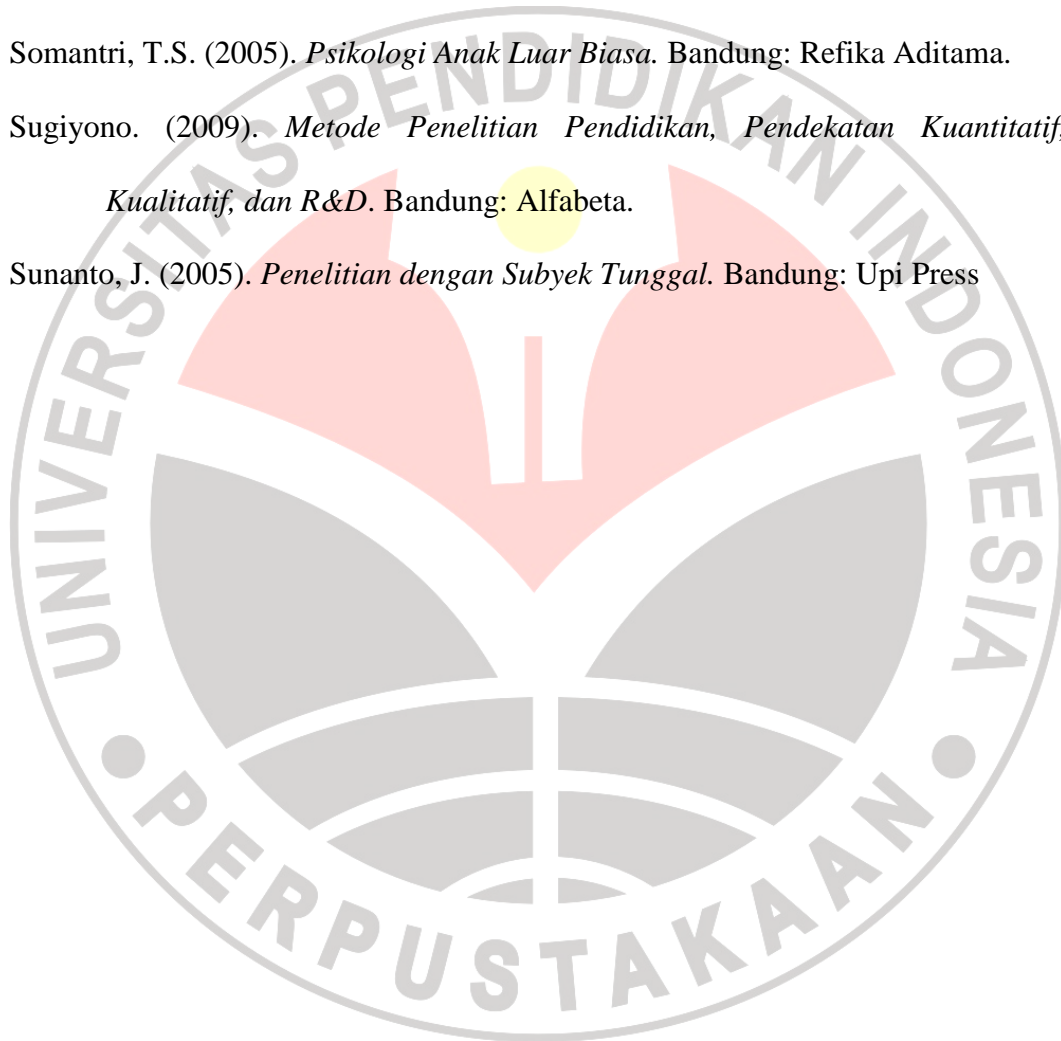 Somantri, T.S. (2005). Psikologi Anak Luar Biasa. Bandung: Refika Aditama.
Sugiyono. (2009). Metode Penelitian Pendidikan, Pendekatan Kuantitatif,
Kualitatif, dan R&D. Bandung: Alfabeta.
Sunanto, J. (2005). Penelitian dengan Subyek Tunggal. Bandung: Upi Press
UNIVERSITAS PENDIDIKAN INDONESIA
PERPUSTAKAAN